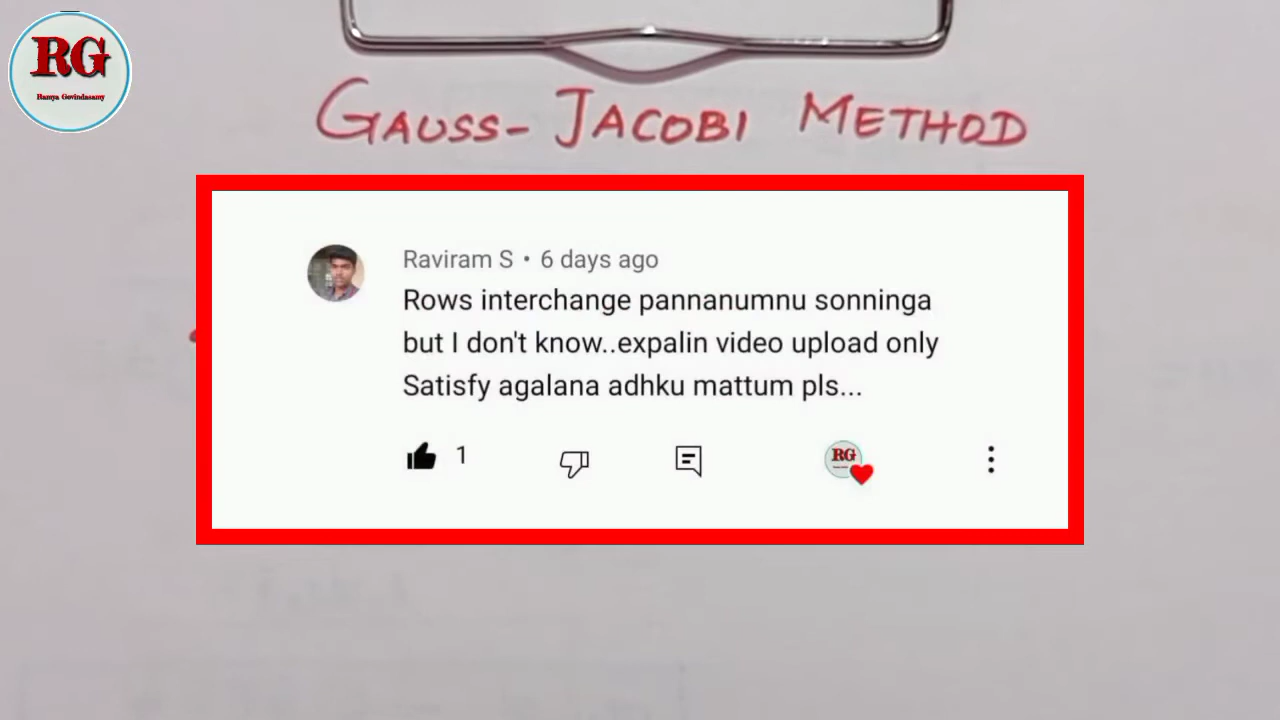 RG
Ramya Govindasamy
GAUSS- JACOBI METHOD
Raviram S • 6 days ago
Rows interchange pannanumnu sonninga
but I don't know..expalin video upload only
Satisfy agalana adhku mattum pls...
1
RG